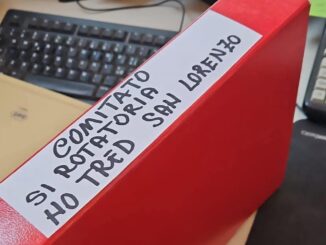 COMITATO
SI ROTATORIA
NO TRED SAN LORENZO